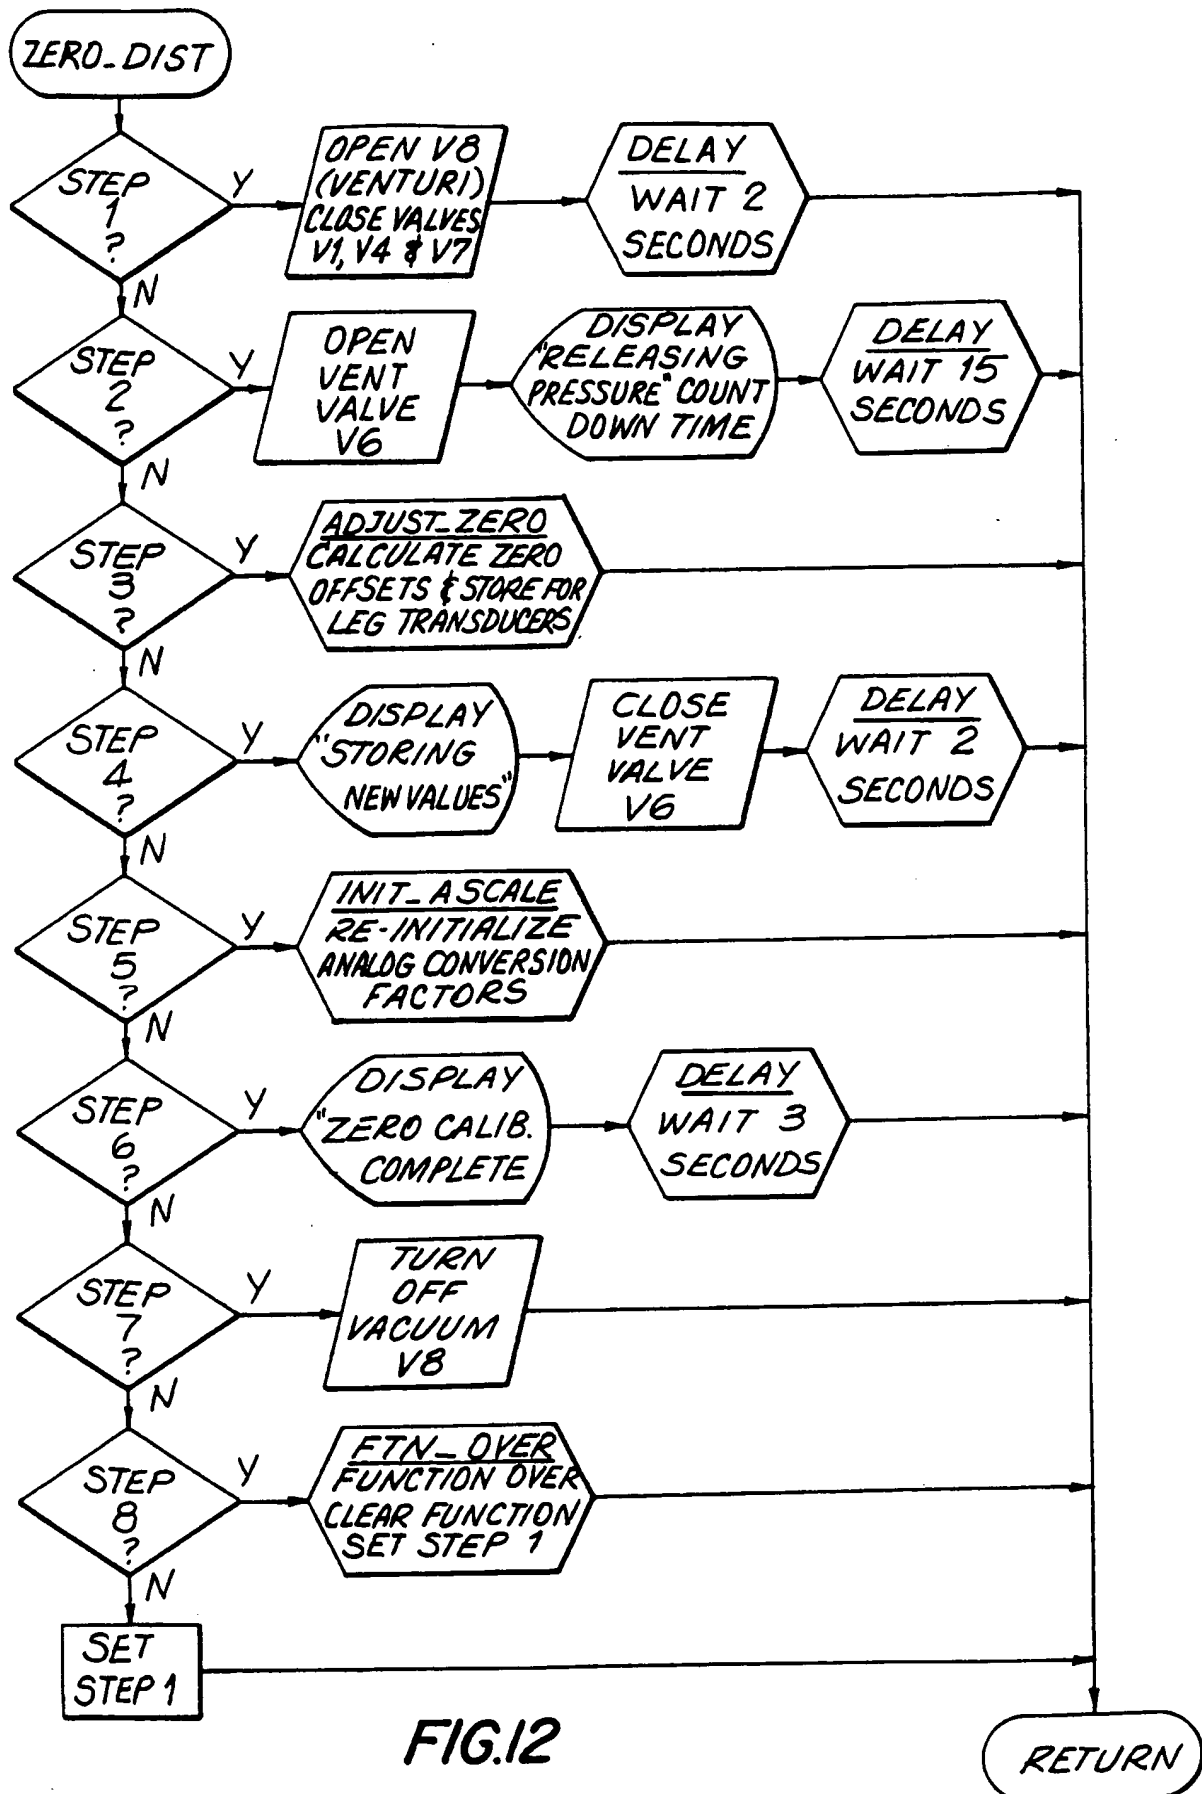 ZERO_DIST
STEP
1
?
Y
OPEN V8
(VENTURI)
CLOSE VALVES
V1, V4 & V7
DELAY
WAIT 2
SECONDS
N
STEP
2
?
Y
OPEN
VENT
VALVE
V6
DISPLAY
"RELEASING
PRESSURE" COUNT
DOWN TIME
DELAY
WAIT 15
SECONDS
N
STEP
3
?
Y
ADJUST_ZERO
CALCULATE ZERO
OFFSETS & STORE FOR
LEG TRANSDUCERS
N
STEP
4
?
Y
DISPLAY
"STORING
NEW VALUES"
CLOSE
VENT
VALVE
V6
DELAY
WAIT 2
SECONDS
N
STEP
5
?
Y
INIT_ASCALE
RE-INITIALIZE
ANALOG CONVERSION
FACTORS
N
STEP
6
?
Y
DISPLAY
"ZERO CALIB.
COMPLETE
DELAY
WAIT 3
SECONDS
N
STEP
7
?
Y
TURN
OFF
VACUUM
V8
N
STEP
8
?
Y
FTN_OVER
FUNCTION OVER
CLEAR FUNCTION
SET STEP 1
N
SET
STEP 1
FIG.12
RETURN